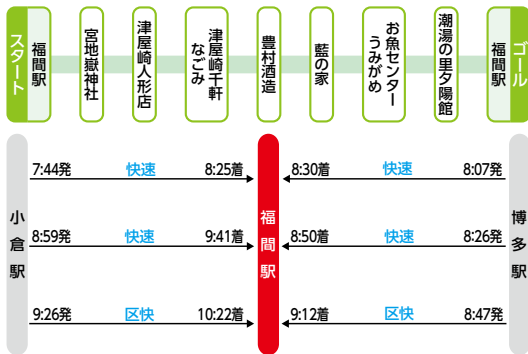 スタート
福間駅
宮地嶽神社
津屋崎人形店
津屋崎千軒
なごみ
豊村酒造
藍の家
お魚センター
うみがめ
潮湯の里夕陽館
福間駅
ゴール
小倉駅
7:44発 快速 8:25着
8:59発 快速 9:41着
9:26発 区快 10:22着
福間駅
8:30着 快速 8:07発
8:50着 快速 8:26発
9:12着 区快 8:47発
博多駅